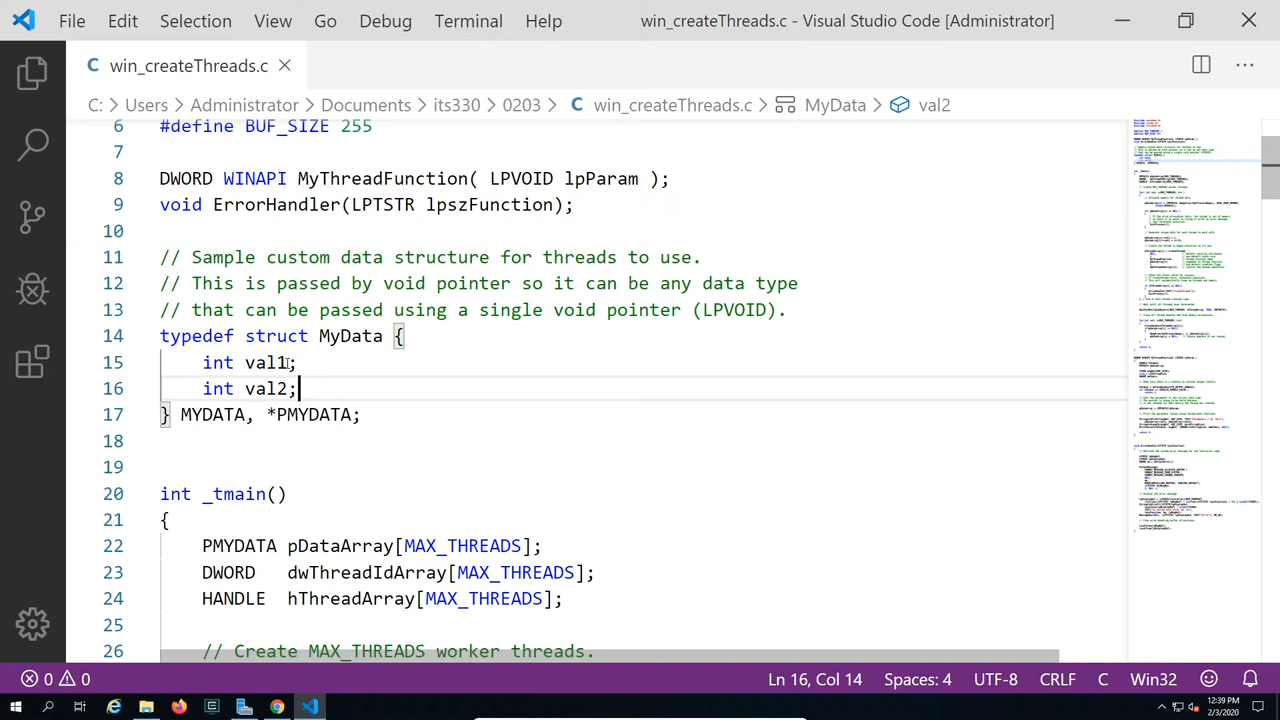 File Edit Selection View Go Debug Terminal Help win_createThreads.c - Visual Studio Code [Administrator]
C win_createThreads.c
C: > Users > Administrator > Documents > its330 > 0203 > C win_createThreads.c > MyData > val2
6 #define BUF_SIZE 255
7
8 DWORD WINAPI MyThreadFunction( LPVOID lpParam );
9 void ErrorHandler(LPTSTR lpszFunction);
10
11 // Sample custom data structure for threads to use.
12 // This is passed by void pointer so it can be any data type
13 // that can be passed using a single void pointer (LPVOID).
14 typedef struct MyData {
15 int val1;
16 int val2;
17 } MYDATA, *PMYDATA;
18
19
20 int _tmain()
21 {
22 PMYDATA pDataArray[MAX_THREADS];
23 DWORD dwThreadIdArray[MAX_THREADS];
24 HANDLE hThreadArray[MAX_THREADS];
25
26 // Create MAX_THREADS worker threads.
0 0 Ln 16, Col 14 Spaces: 4 UTF-8 CRLF C Win32
12:39 PM
2/3/2020